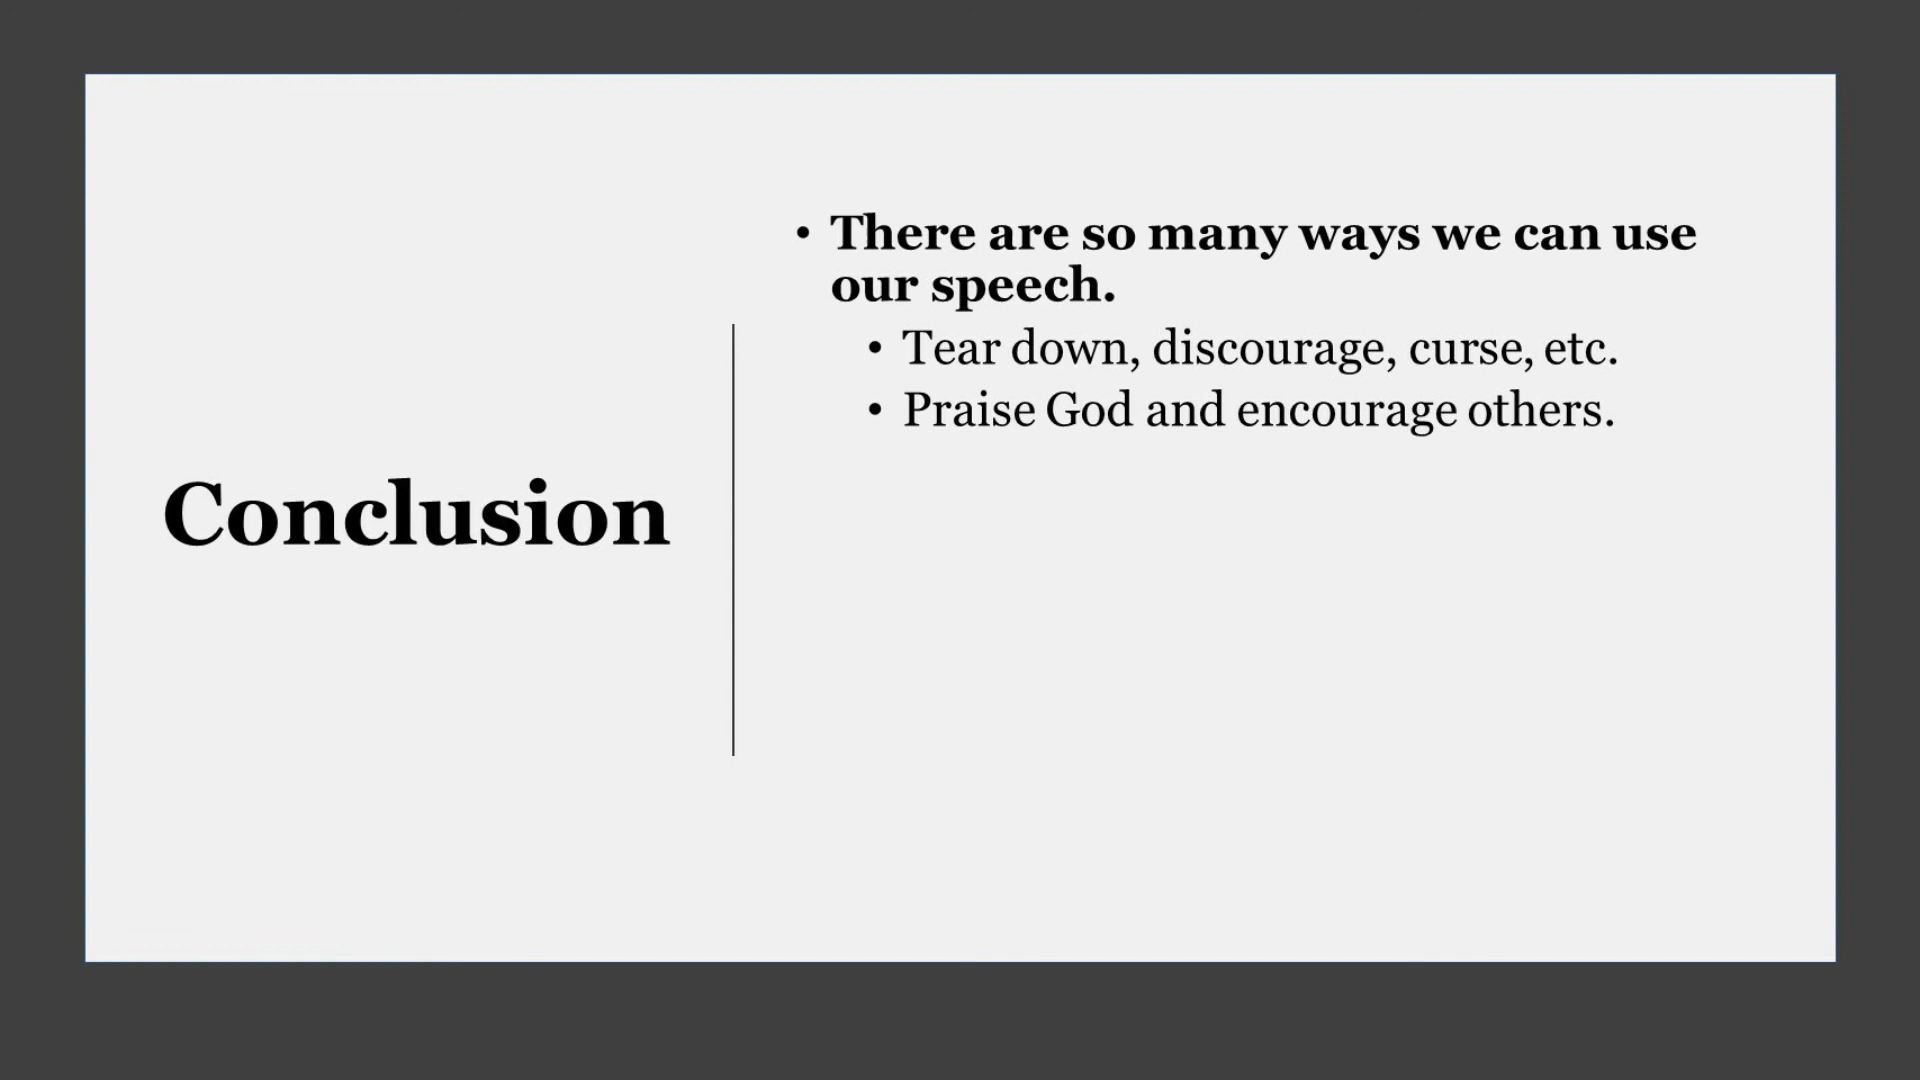 Conclusion
• There are so many ways we can use
our speech.
• Tear down, discourage, curse, etc.
• Praise God and encourage others.